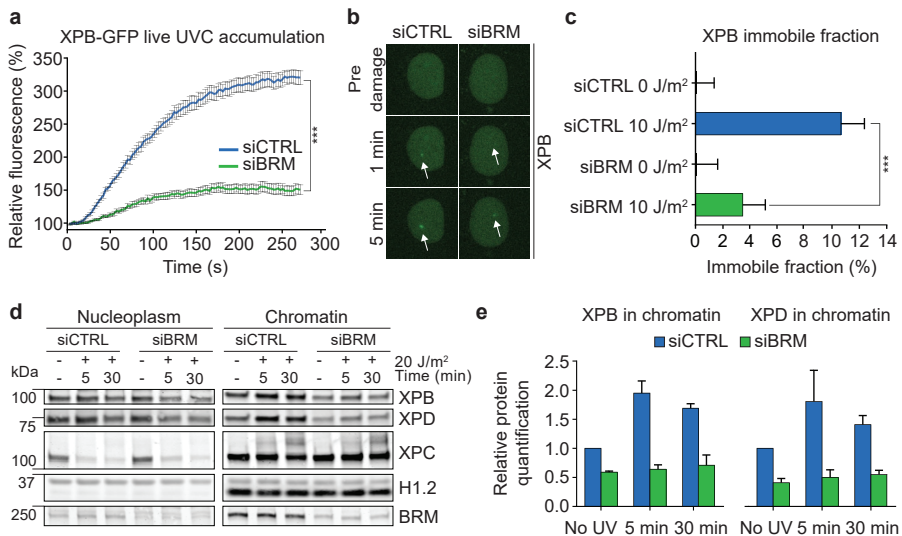 a
XPB-GFP live UVC accumulation
Relative fluorescence (%)
350
300
250
200
150
100
siCTRL
siBRM
***
0 50 100 150 200 250 300
Time (s)
b
siCTRL siBRM
Pre damage
1 min
5 min
XPB
c
XPB immobile fraction
siCTRL 0 J/m²
siCTRL 10 J/m²
siBRM 0 J/m²
siBRM 10 J/m²
***
0 2 4 6 8 10 12 14
Immobile fraction (%)
d
Nucleoplasm Chromatin
siCTRL siBRM siCTRL siBRM
- + + - + + - + + - + + 20 J/m²
kDa - 5 30 - 5 30 - 5 30 - 5 30 Time (min)
100 XPB
75 XPD
100 XPC
37 H1.2
250 BRM
e
XPB in chromatin XPD in chromatin
siCTRL siBRM
Relative protein
quantification
2.5
2.0
1.5
1.0
0.5
0.0
No UV 5 min 30 min No UV 5 min 30 min